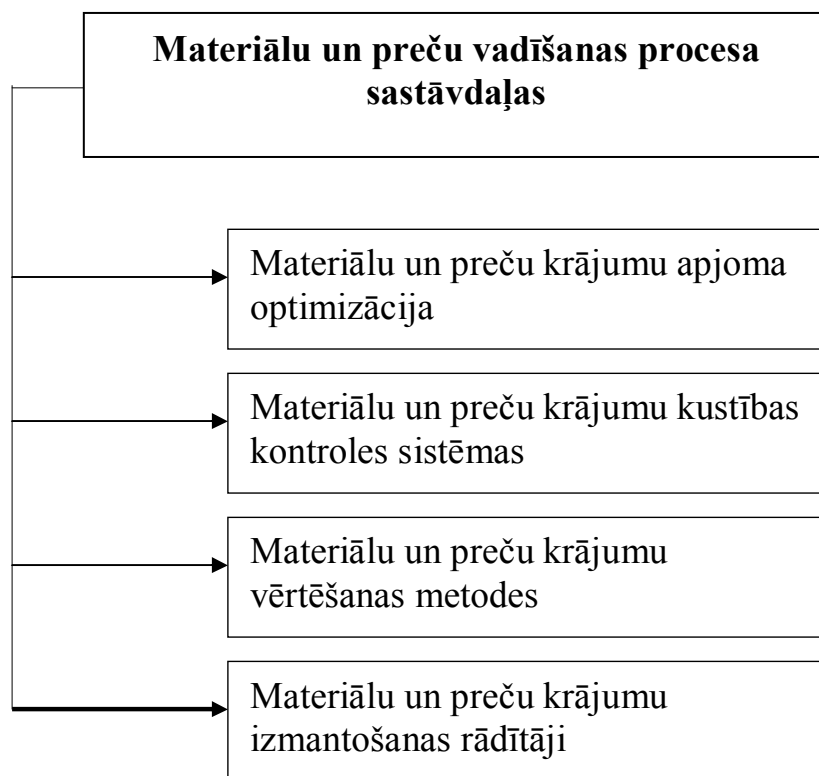 Materiālu un preču vadīšanas procesa
sastāvdaļas
Materiālu un preču krājumu apjoma
optimizācija
Materiālu un preču krājumu kustības
kontroles sistēmas
Materiālu un preču krājumu
vērtēšanas metodes
Materiālu un preču krājumu
izmantošanas rādītāji